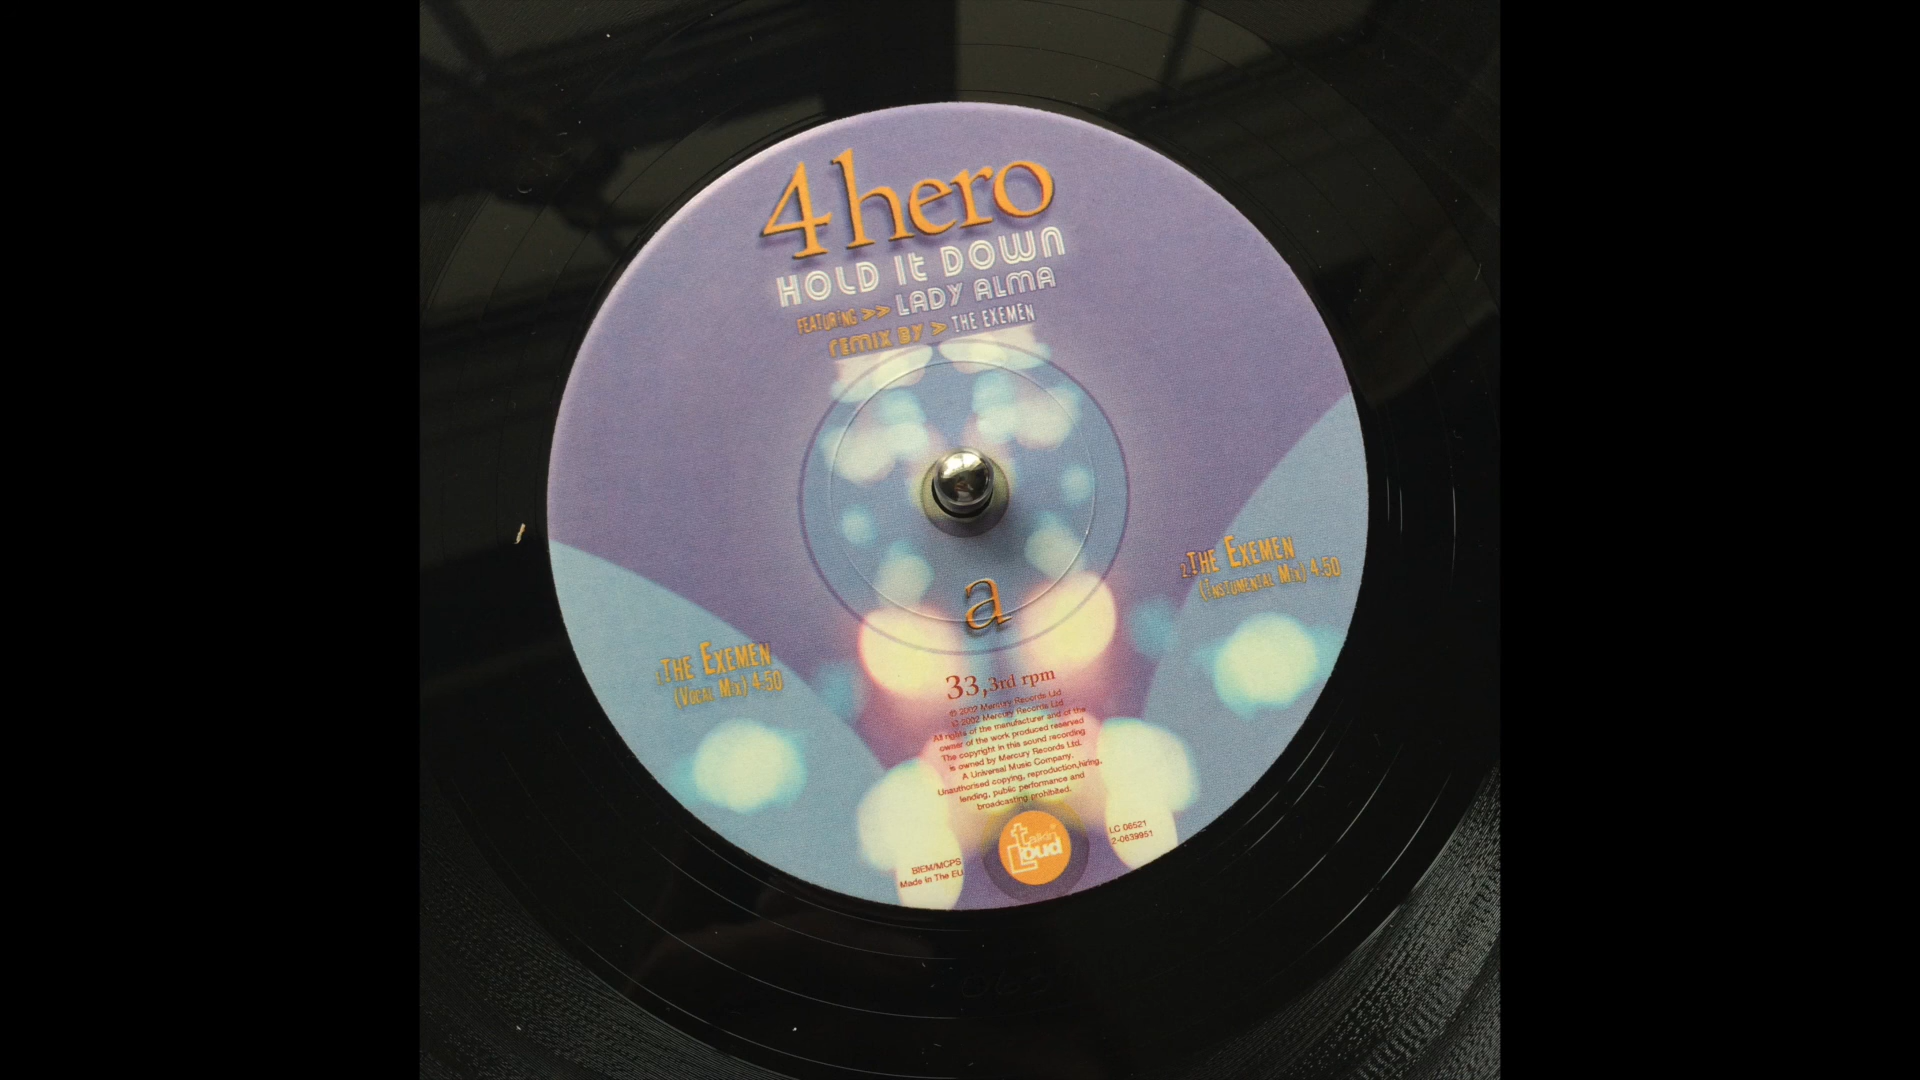 4hero
HOLD It DOWN
FEATURING >> LADY ALMA
remix BY > THE EXEMEN
2.THE EXEMEN
(INSTUMENTAL MIX) 4.50
a
1.THE EXEMEN
(VOCAL MIX) 4.50
33,3rd rpm
℗ 2002 Mercury Records Ltd
© 2002 Mercury Records Ltd
All rights of the manufacturer and of the
owner of the work produced reserved
The copyright in this sound recording
is owned by Mercury Records Ltd.
A Universal Music Company.
Unauthorised copying, reproduction,hiring,
lending, public performance and
broadcasting prohibited.
talkin
Loud
LC 06521
2-0639951
BIEM/MCPS
Made In The EU